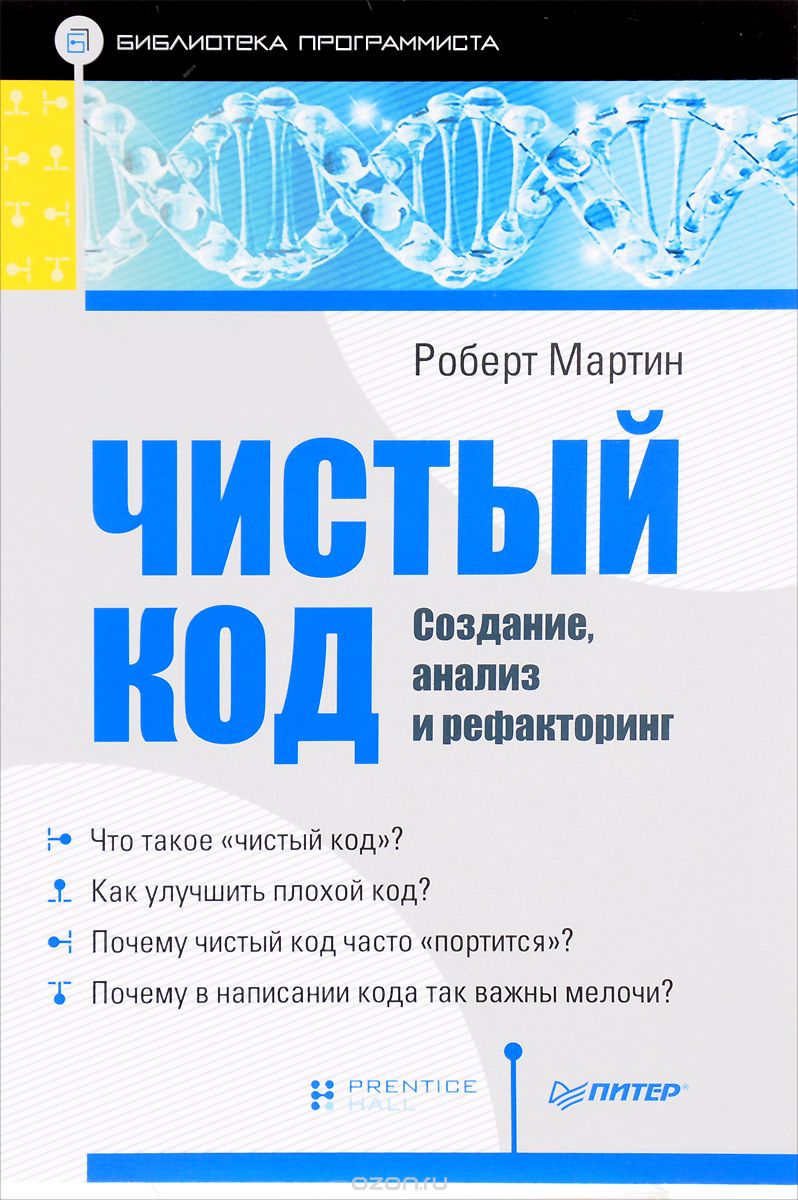 БИБЛИОТЕКА ПРОГРАММИСТА
Роберт Мартин
ЧИСТЫЙ
КОД
Создание,
анализ
и рефакторинг
Что такое «чистый код»?
Как улучшить плохой код?
Почему чистый код часто «портится»?
Почему в написании кода так важны мелочи?
PRENTICE
HALL
ПИТЕР®
ozon.ru